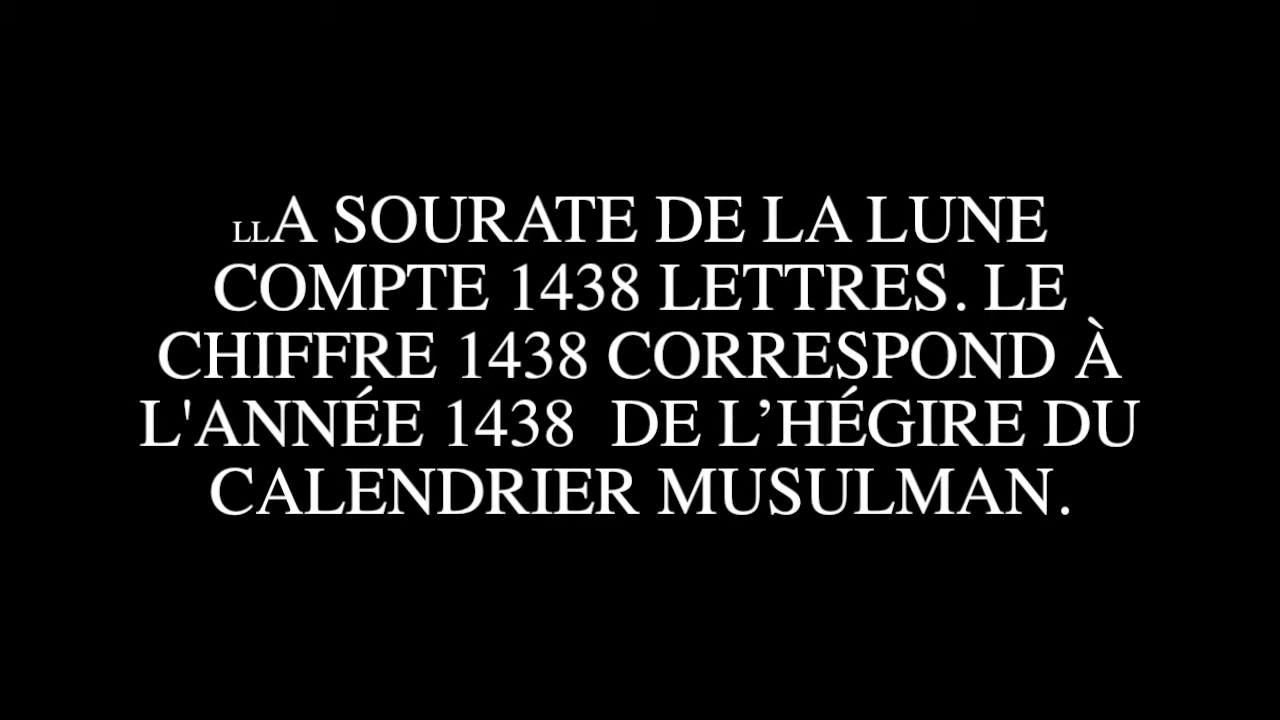 LLA SOURATE DE LA LUNE
COMPTE 1438 LETTRES. LE
CHIFFRE 1438 CORRESPOND À
L'ANNÉE 1438  DE L’HÉGIRE DU
CALENDRIER MUSULMAN.